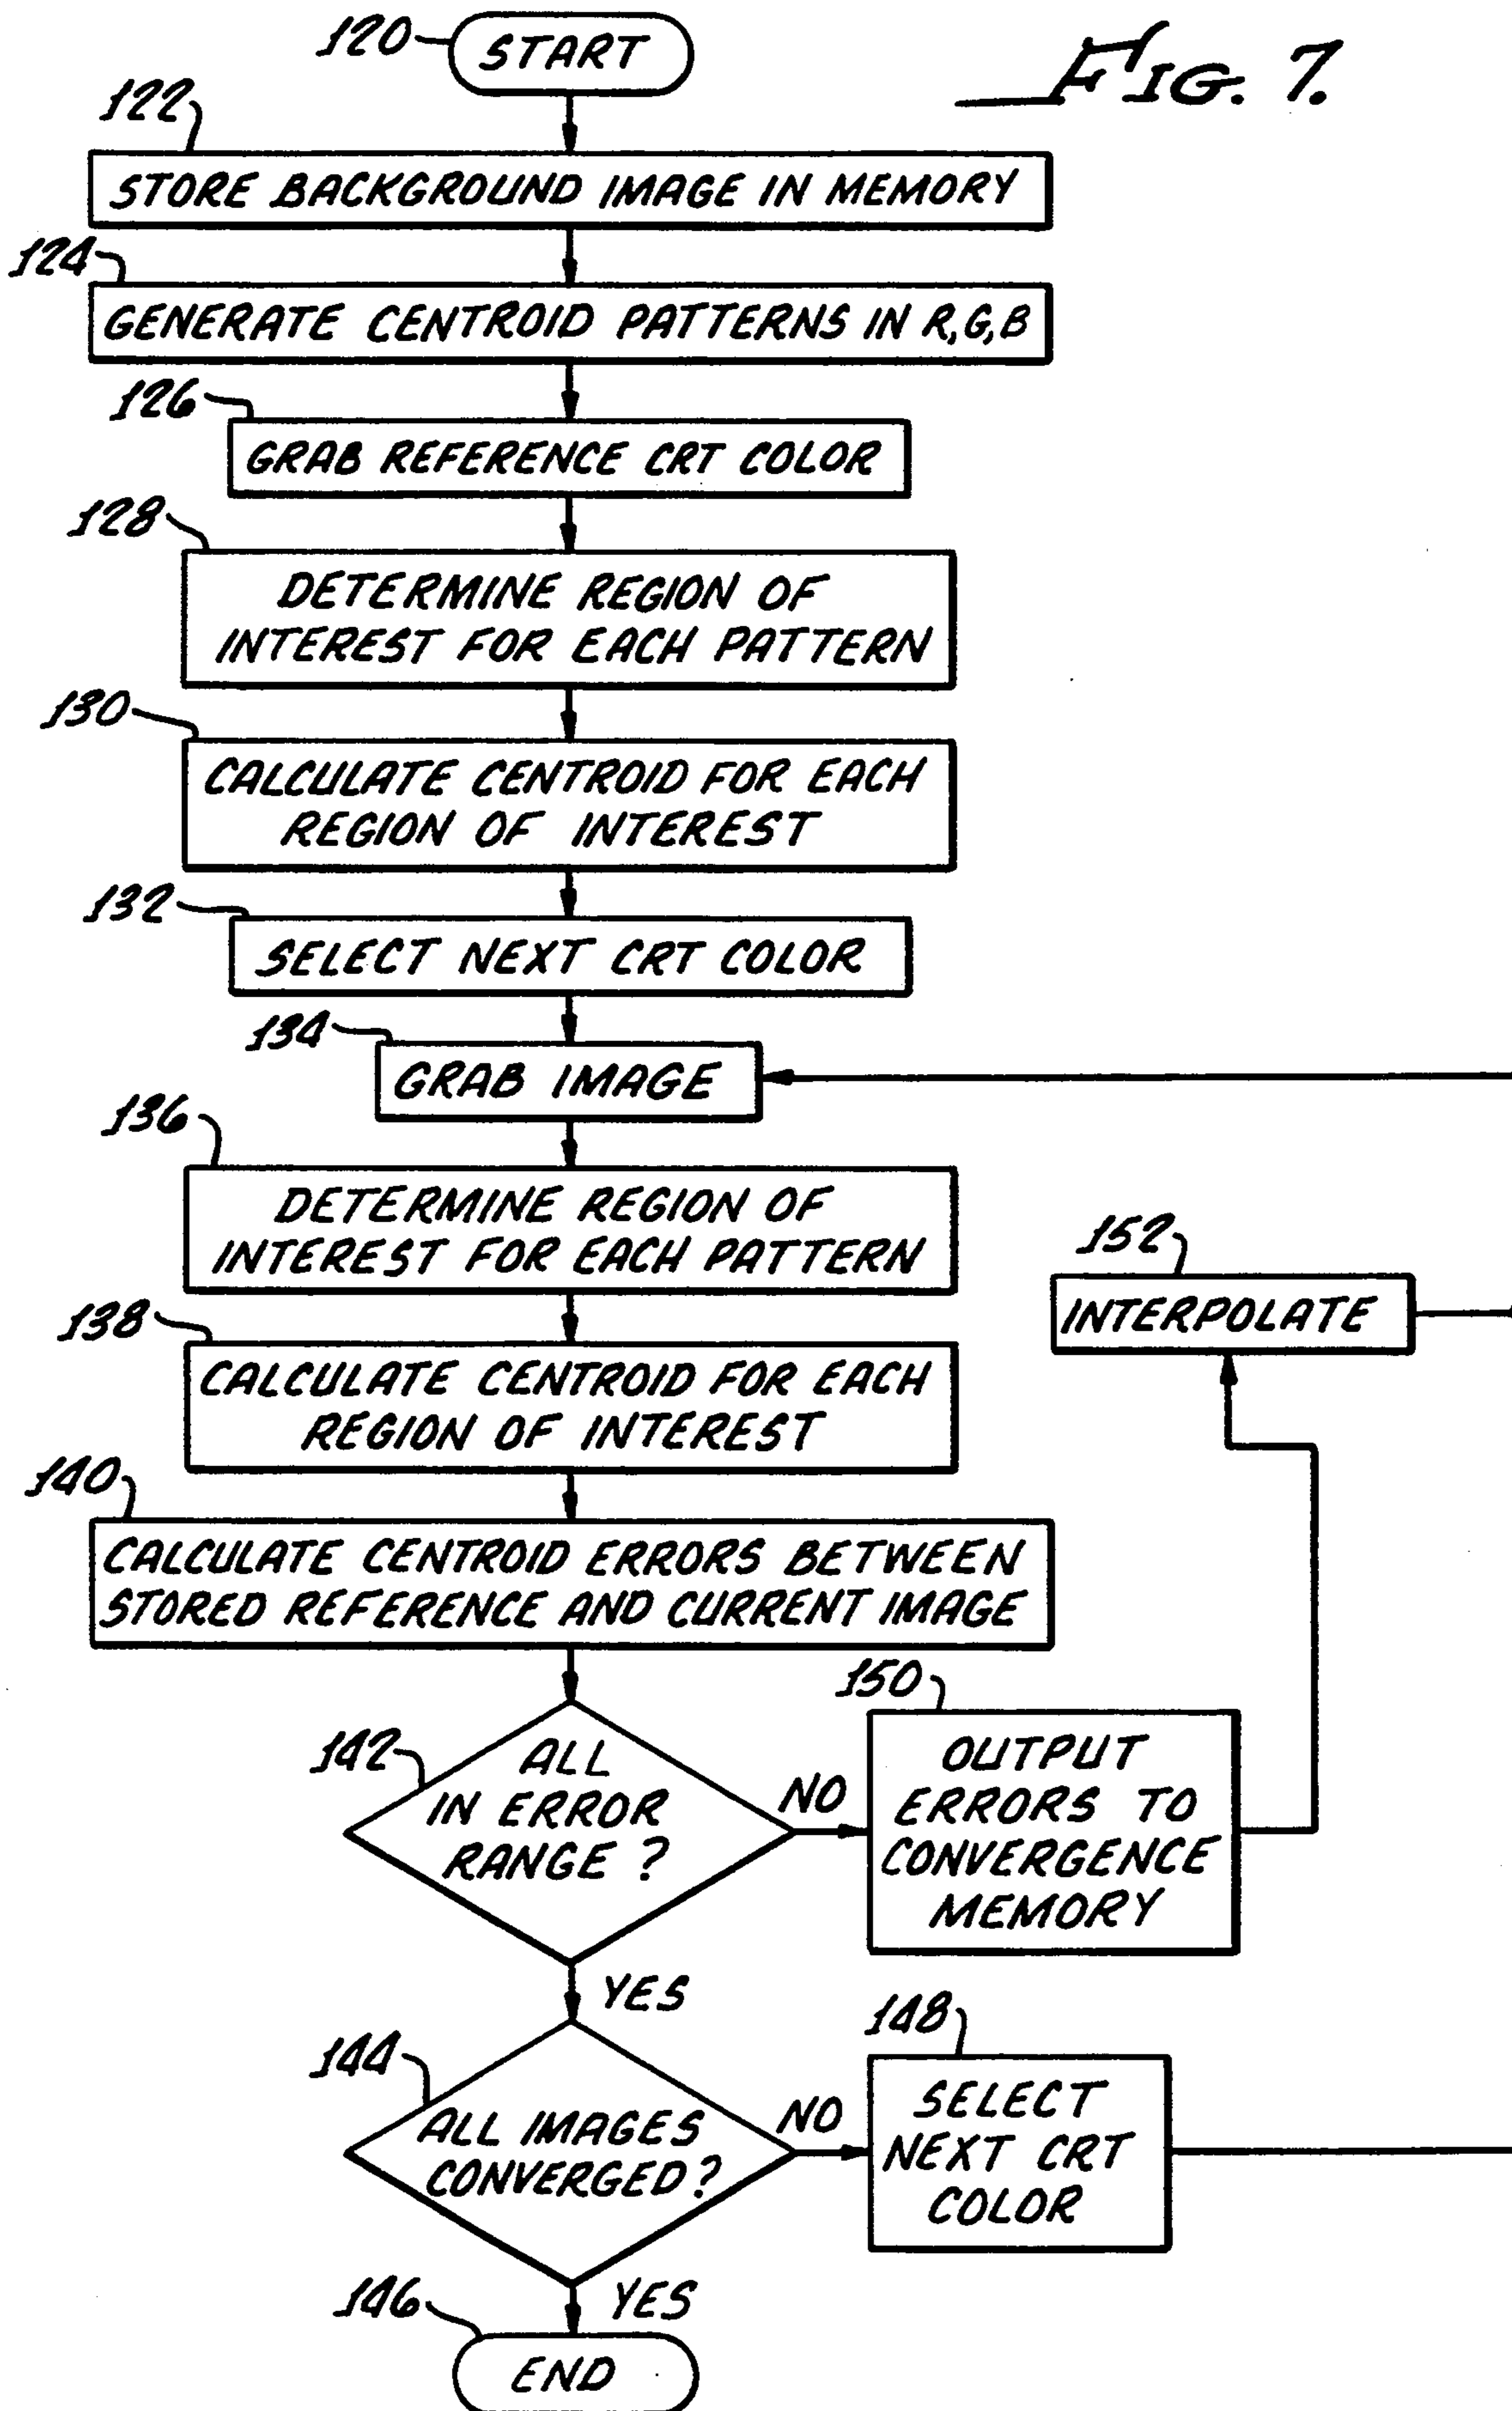 120
START
FIG. 7.
122
STORE BACKGROUND IMAGE IN MEMORY
124
GENERATE CENTROID PATTERNS IN R,G,B
126
GRAB REFERENCE CRT COLOR
128
DETERMINE REGION OF
INTEREST FOR EACH PATTERN
130
CALCULATE CENTROID FOR EACH
REGION OF INTEREST
132
SELECT NEXT CRT COLOR
134
GRAB IMAGE
136
DETERMINE REGION OF
INTEREST FOR EACH PATTERN
152
INTERPOLATE
138
CALCULATE CENTROID FOR EACH
REGION OF INTEREST
140
CALCULATE CENTROID ERRORS BETWEEN
STORED REFERENCE AND CURRENT IMAGE
142
ALL
IN ERROR
RANGE ?
NO
150
OUTPUT
ERRORS TO
CONVERGENCE
MEMORY
YES
144
ALL IMAGES
CONVERGED?
NO
148
SELECT
NEXT CRT
COLOR
YES
146
END